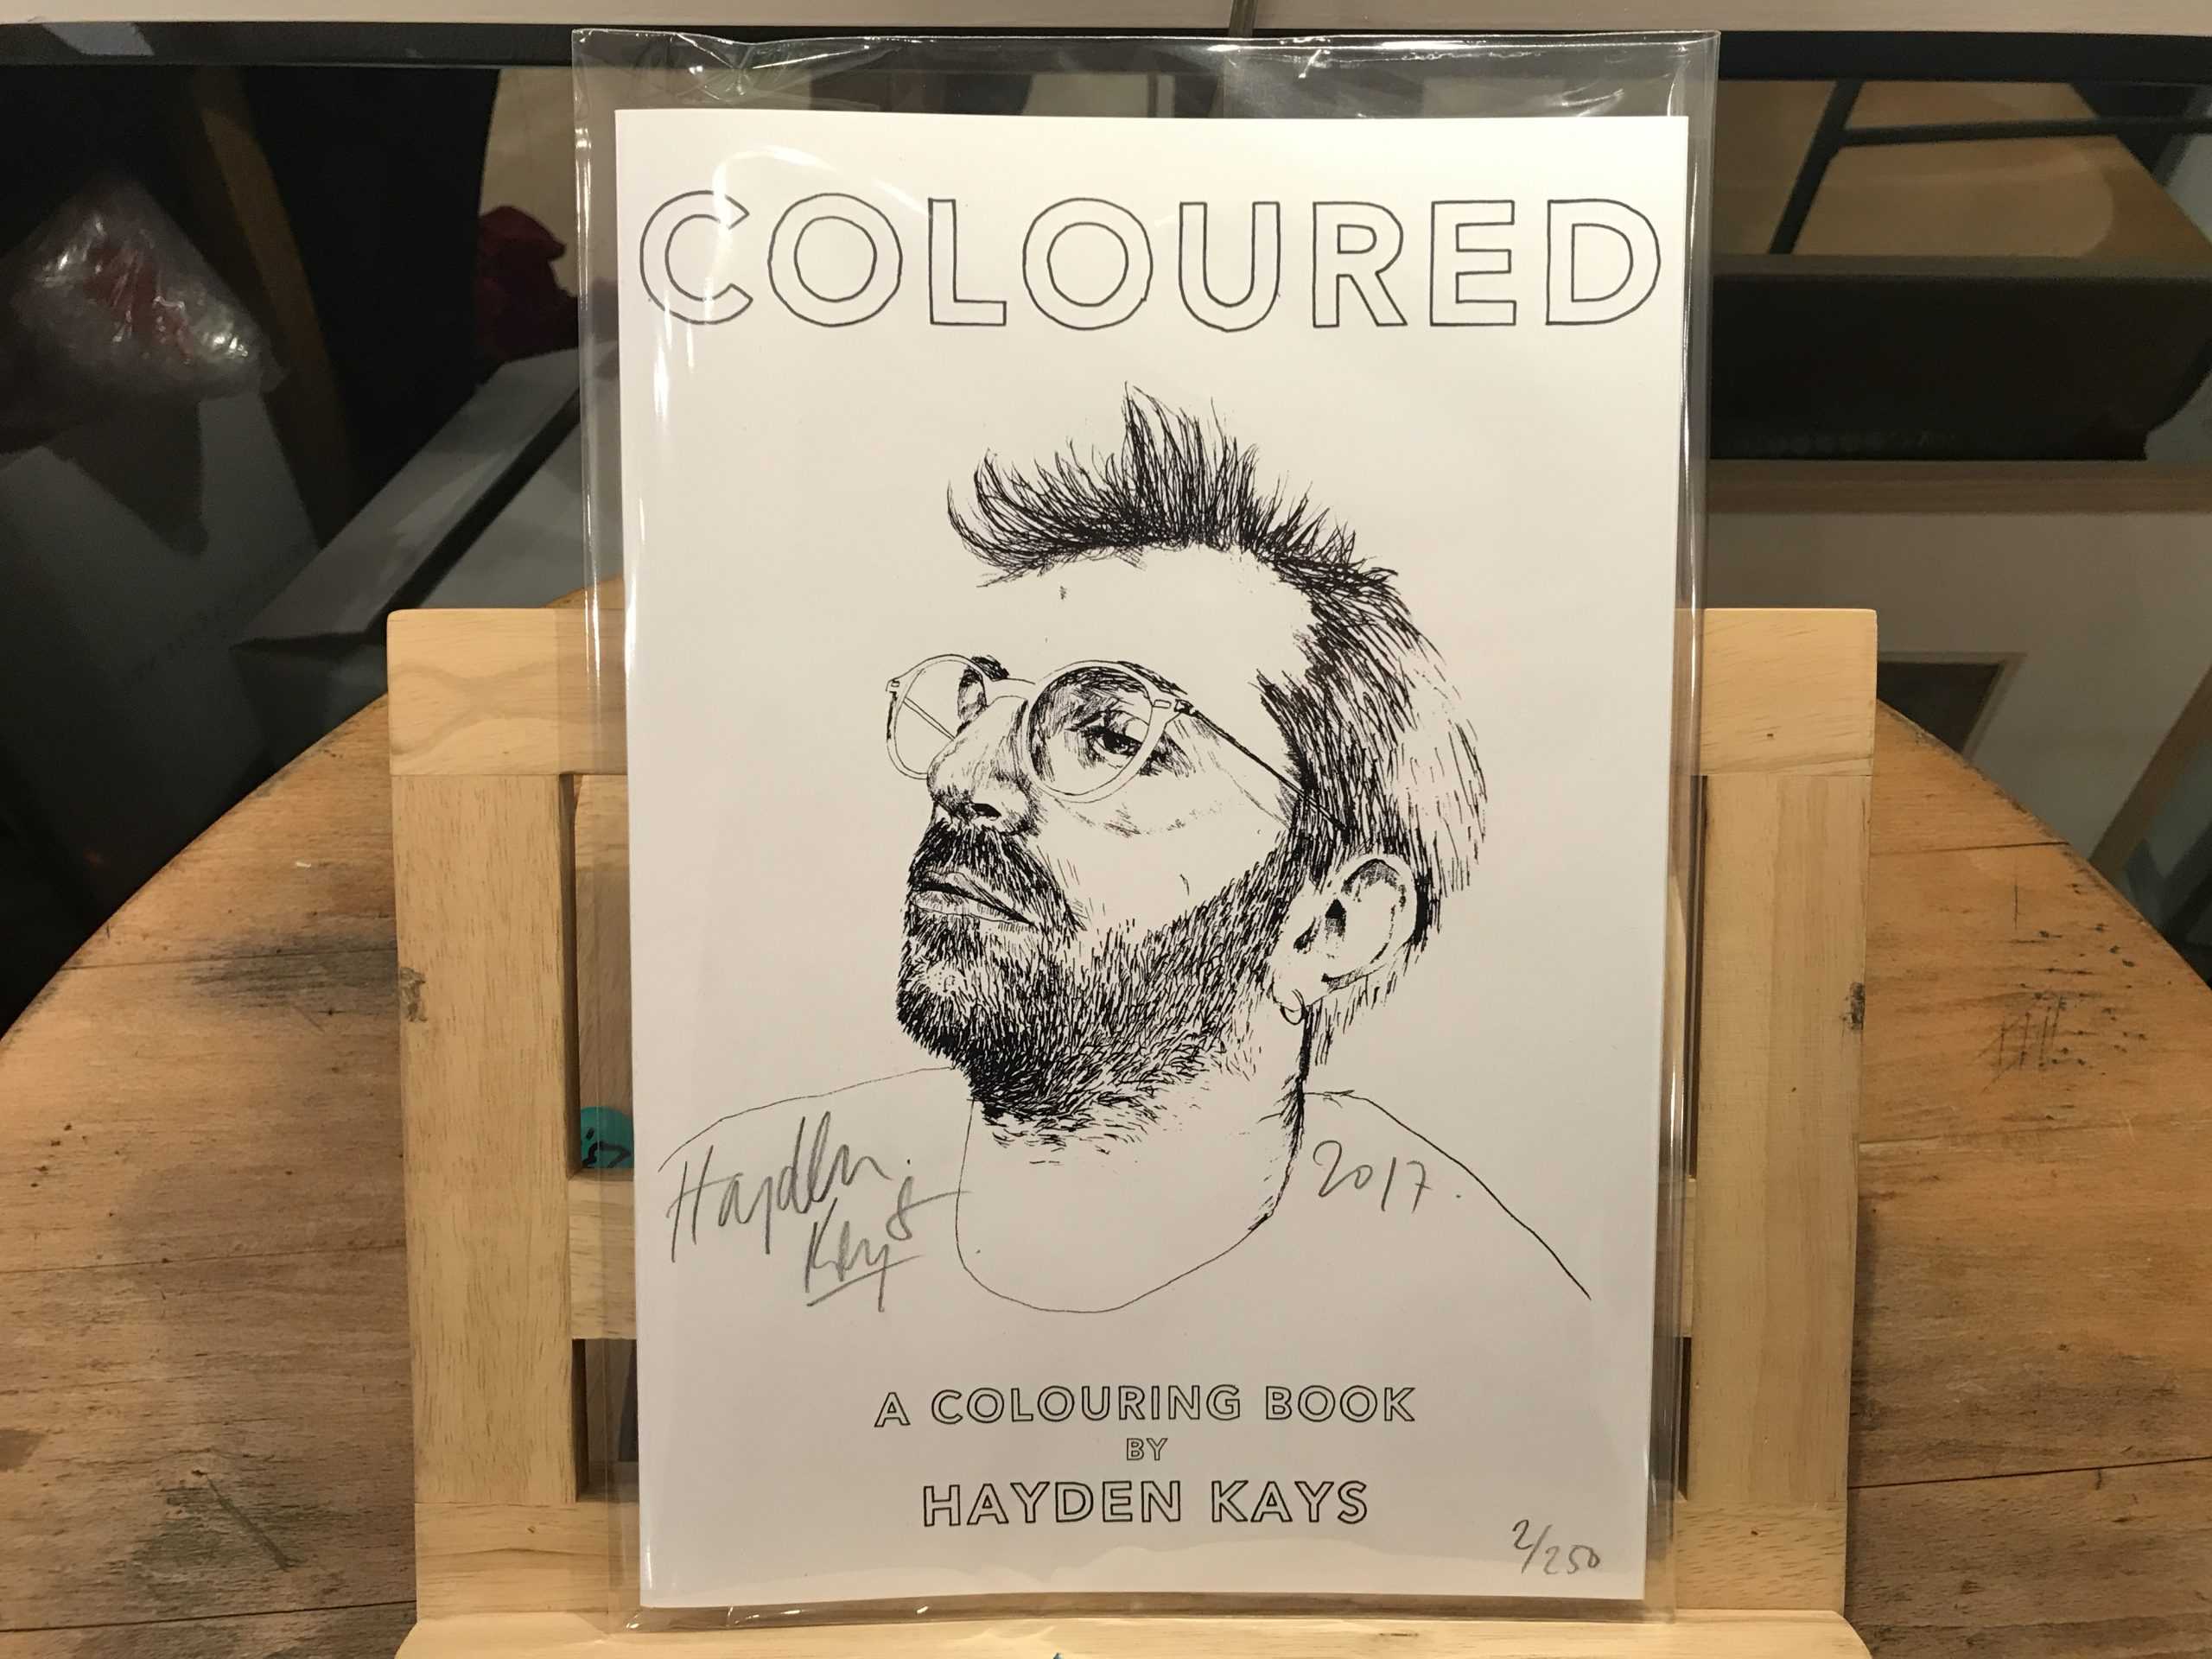 COLOURED
Hayden.
Kays
2017.
A COLOURING BOOK
BY
HAYDEN KAYS
2/250